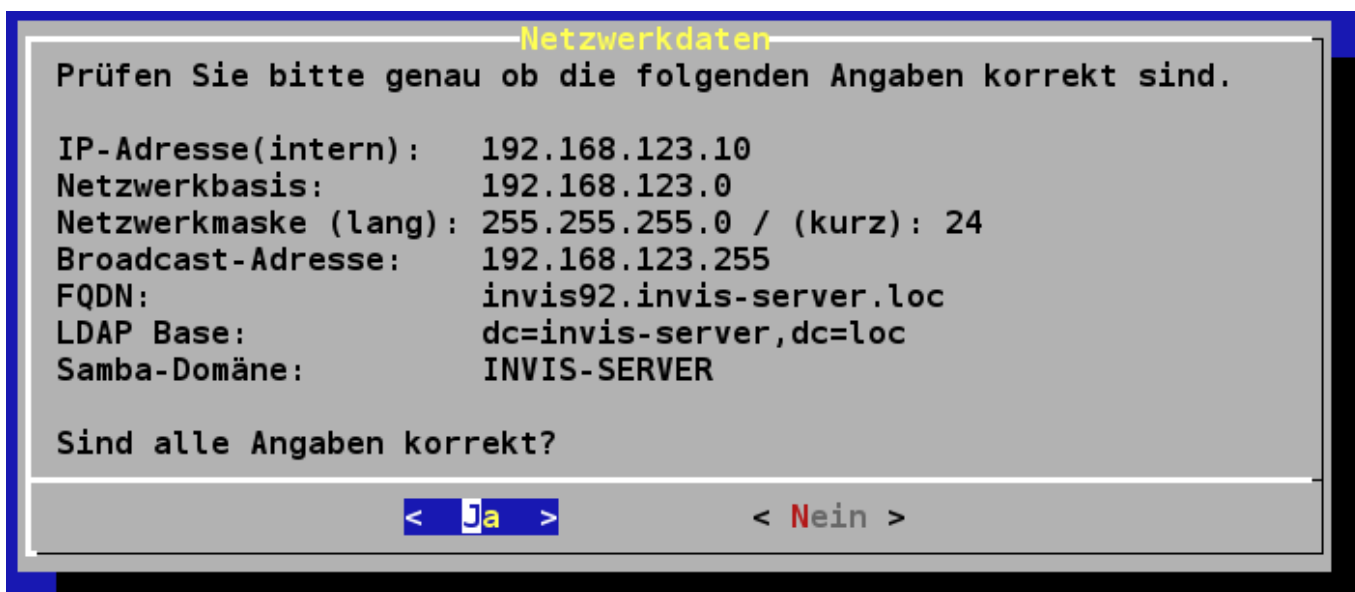 Netzwerkdaten
Prüfen Sie bitte genau ob die folgenden Angaben korrekt sind.
IP-Adresse(intern): 192.168.123.10
Netzwerkbasis: 192.168.123.0
Netzwerkmaske (lang): 255.255.255.0 / (kurz): 24
Broadcast-Adresse: 192.168.123.255
FQDN: invis92.invis-server.loc
LDAP Base: dc=invis-server,dc=loc
Samba-Domäne: INVIS-SERVER
Sind alle Angaben korrekt?
< Ja > < Nein >